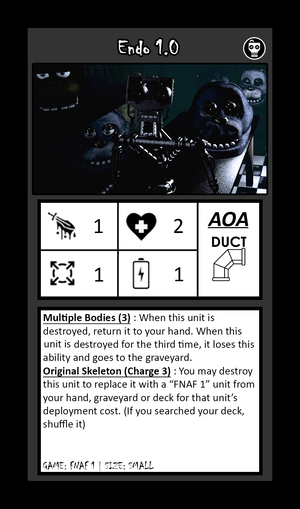 Endo 1.0
1
2
AOA
DUCT
1
1
Multiple Bodies (3) : When this unit is
destroyed, return it to your hand. When this
unit is destroyed for the third time, it loses this
ability and goes to the graveyard.
Original Skeleton (Charge 3) : You may destroy
this unit to replace it with a “FNAF 1” unit from
your hand, graveyard or deck for that unit’s
deployment cost. (If you searched your deck,
shuffle it)
GAME: FNAF 1 | SIZE: SMALL